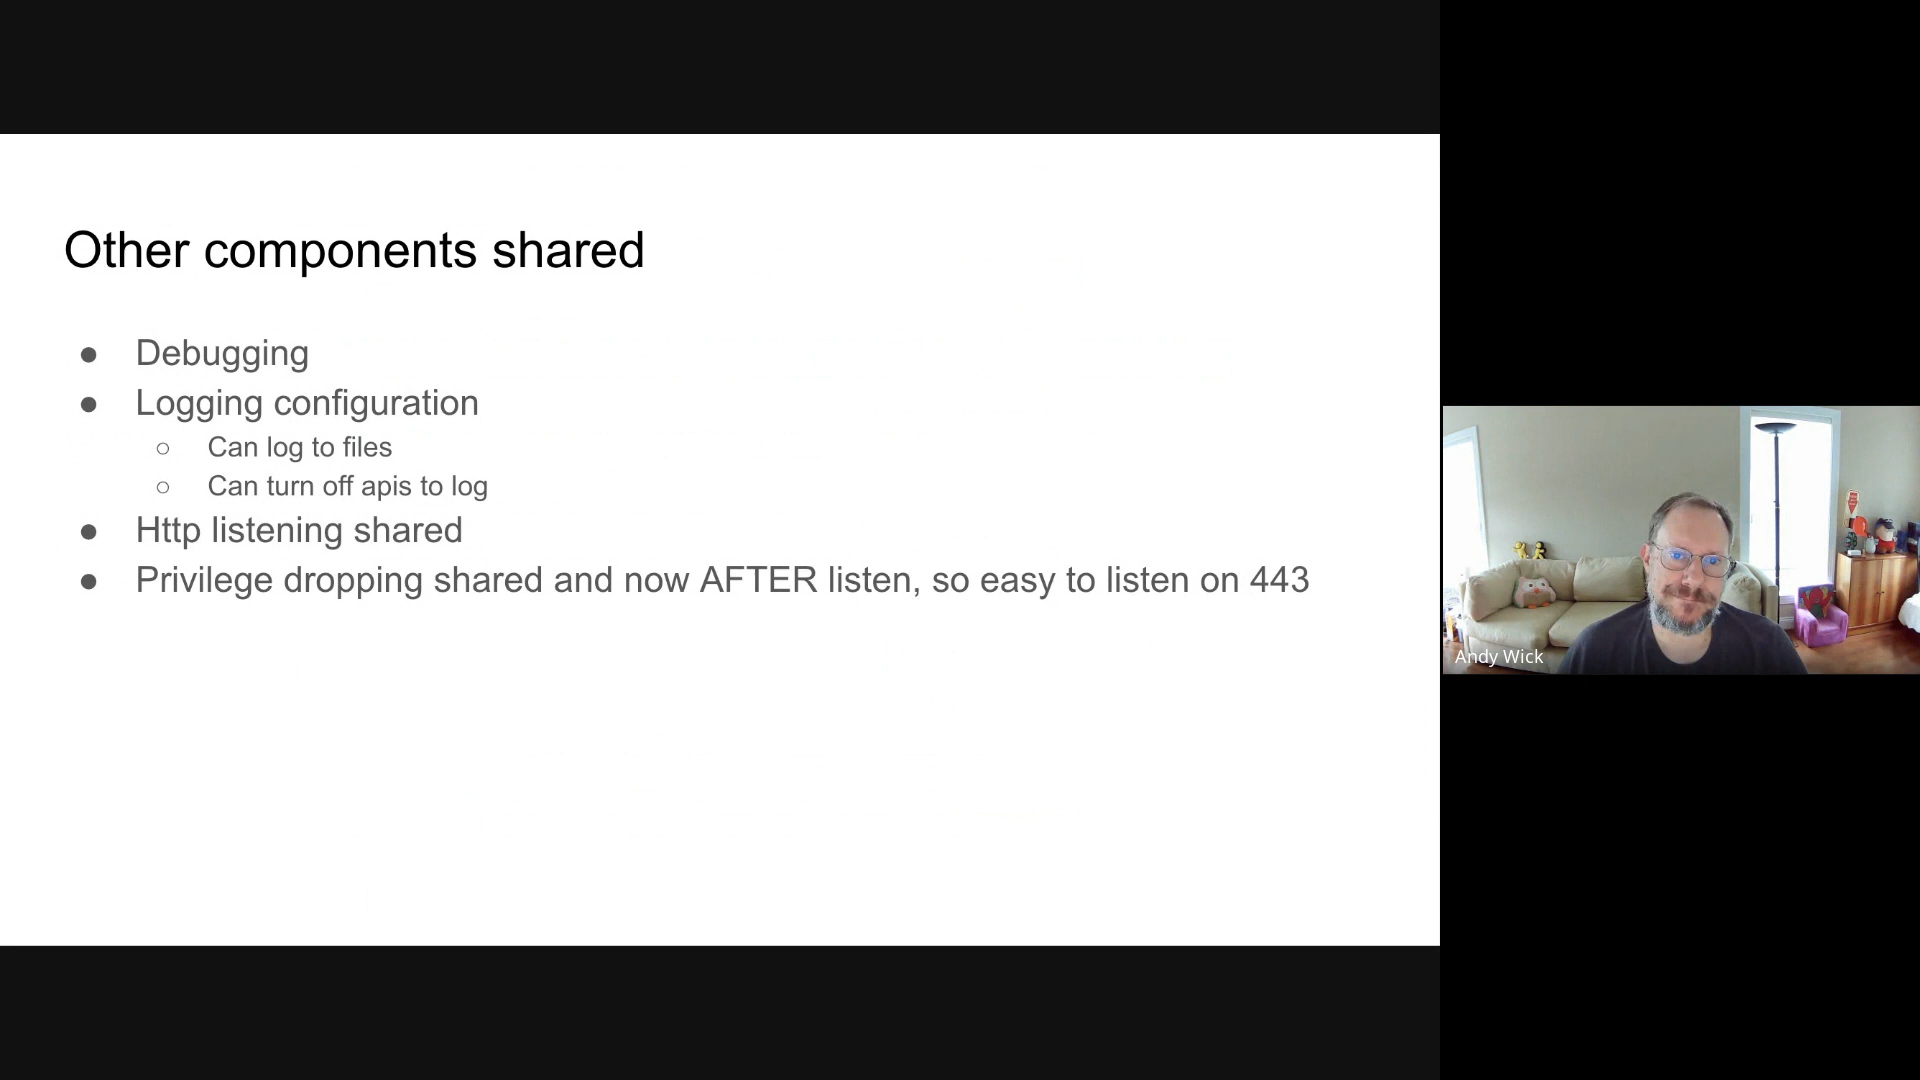 Other components shared
● Debugging
● Logging configuration
○ Can log to files
○ Can turn off apis to log
● Http listening shared
● Privilege dropping shared and now AFTER listen, so easy to listen on 443
Andy Wick